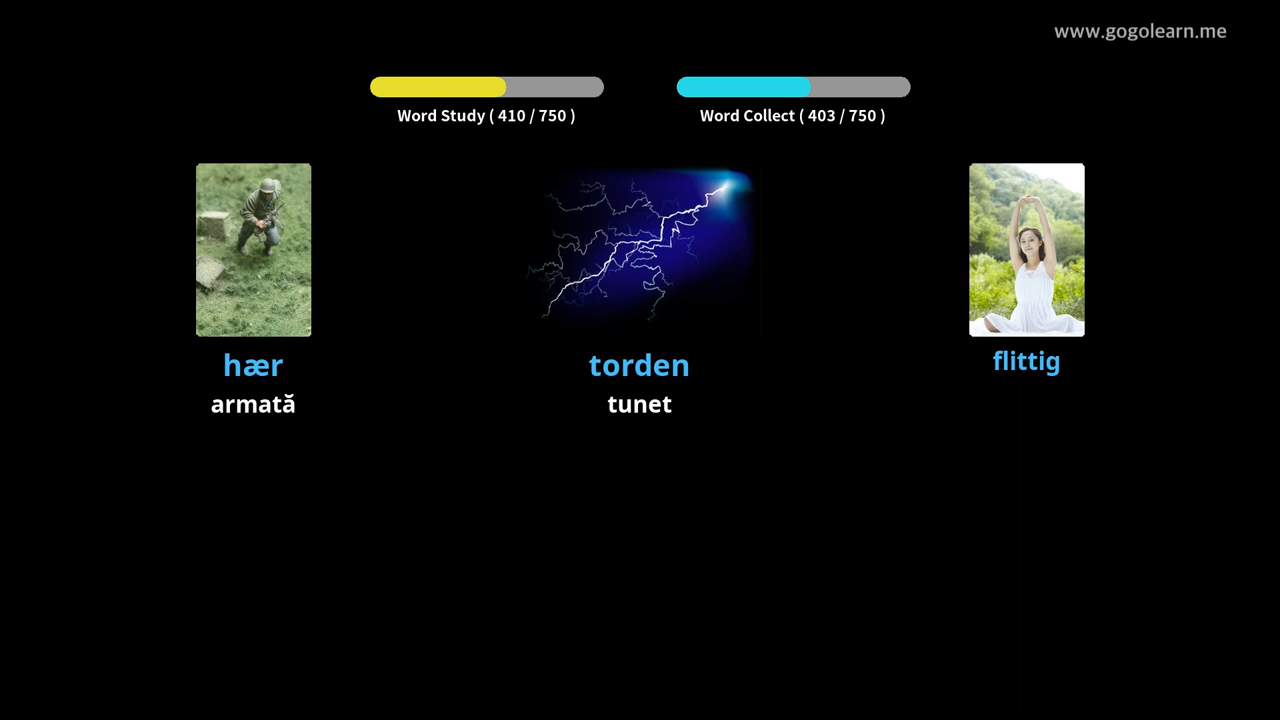 www.gogolearn.me
Word Study ( 410 / 750 )
Word Collect ( 403 / 750 )
hær
torden
flittig
armată
tunet